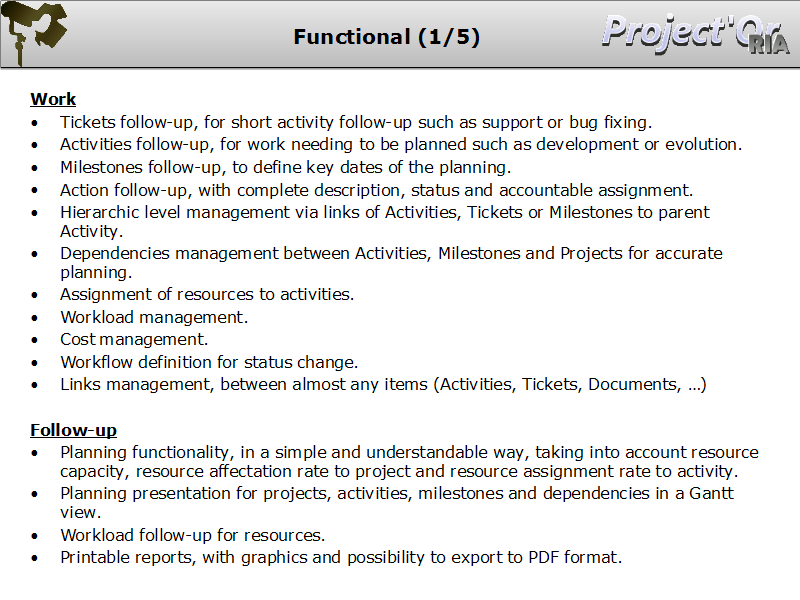 Functional (1/5)
Project'Or
RIA
Work
• Tickets follow-up, for short activity follow-up such as support or bug fixing.
• Activities follow-up, for work needing to be planned such as development or evolution.
• Milestones follow-up, to define key dates of the planning.
• Action follow-up, with complete description, status and accountable assignment.
• Hierarchic level management via links of Activities, Tickets or Milestones to parent
Activity.
• Dependencies management between Activities, Milestones and Projects for accurate
planning.
• Assignment of resources to activities.
• Workload management.
• Cost management.
• Workflow definition for status change.
• Links management, between almost any items (Activities, Tickets, Documents, …)
Follow-up
• Planning functionality, in a simple and understandable way, taking into account resource
capacity, resource affectation rate to project and resource assignment rate to activity.
• Planning presentation for projects, activities, milestones and dependencies in a Gantt
view.
• Workload follow-up for resources.
• Printable reports, with graphics and possibility to export to PDF format.